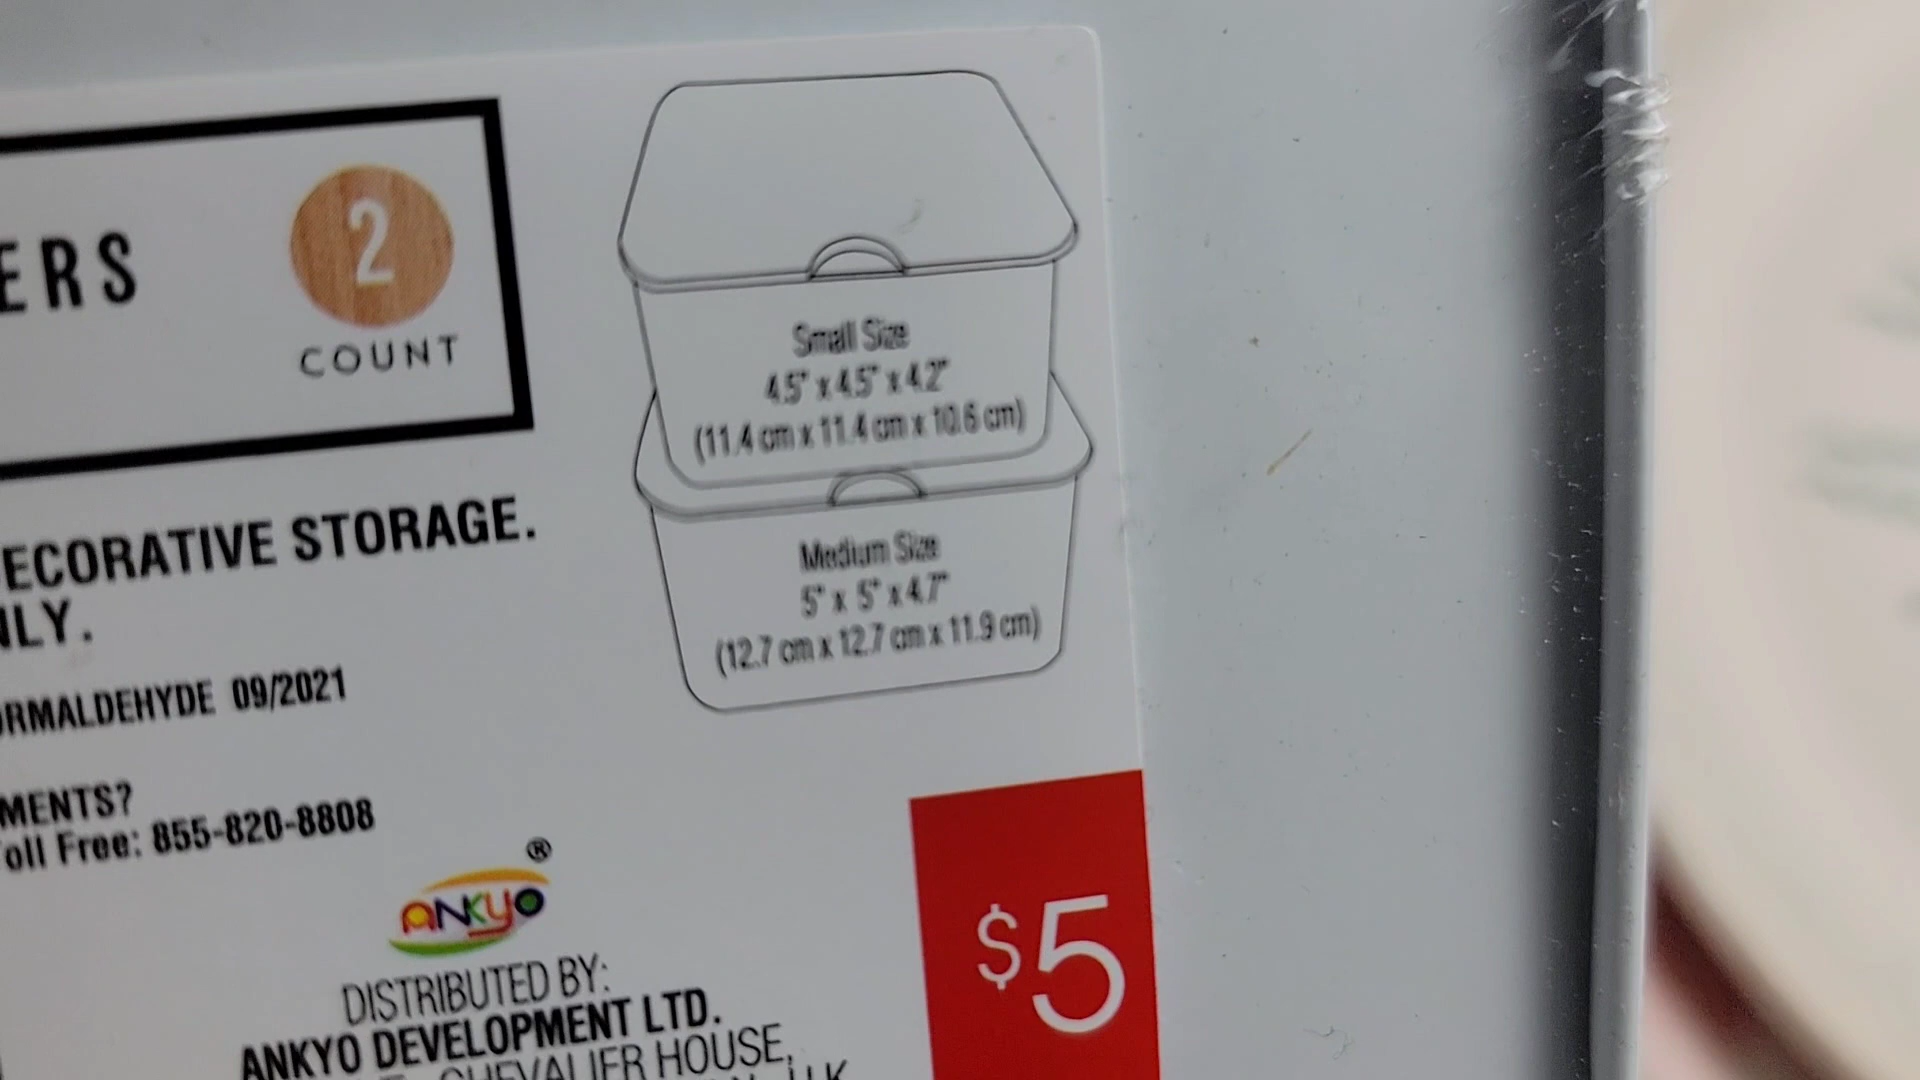 ERS
2
COUNT
Small Size
4.5" x 4.5" x 4.2"
(11.4 cm x 11.4 cm x 10.6 cm)
Medium Size
5" x 5" x 4.7"
(12.7 cm x 12.7 cm x 11.9 cm)
ECORATIVE STORAGE.
NLY.
ORMALDEHYDE 09/2021
MENTS?
oll Free: 855-820-8808
ANKYO®
DISTRIBUTED BY:
ANKYO DEVELOPMENT LTD.
CHEVALIER HOUSE,
$5